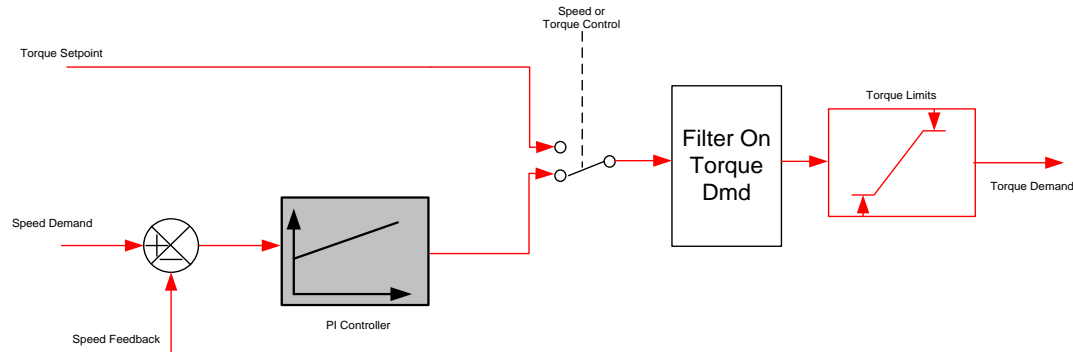 Speed or
Torque Control
Torque Setpoint
Torque Limits
Filter On
Torque
Dmd
Torque Demand
Speed Demand
PI Controller
Speed Feedback